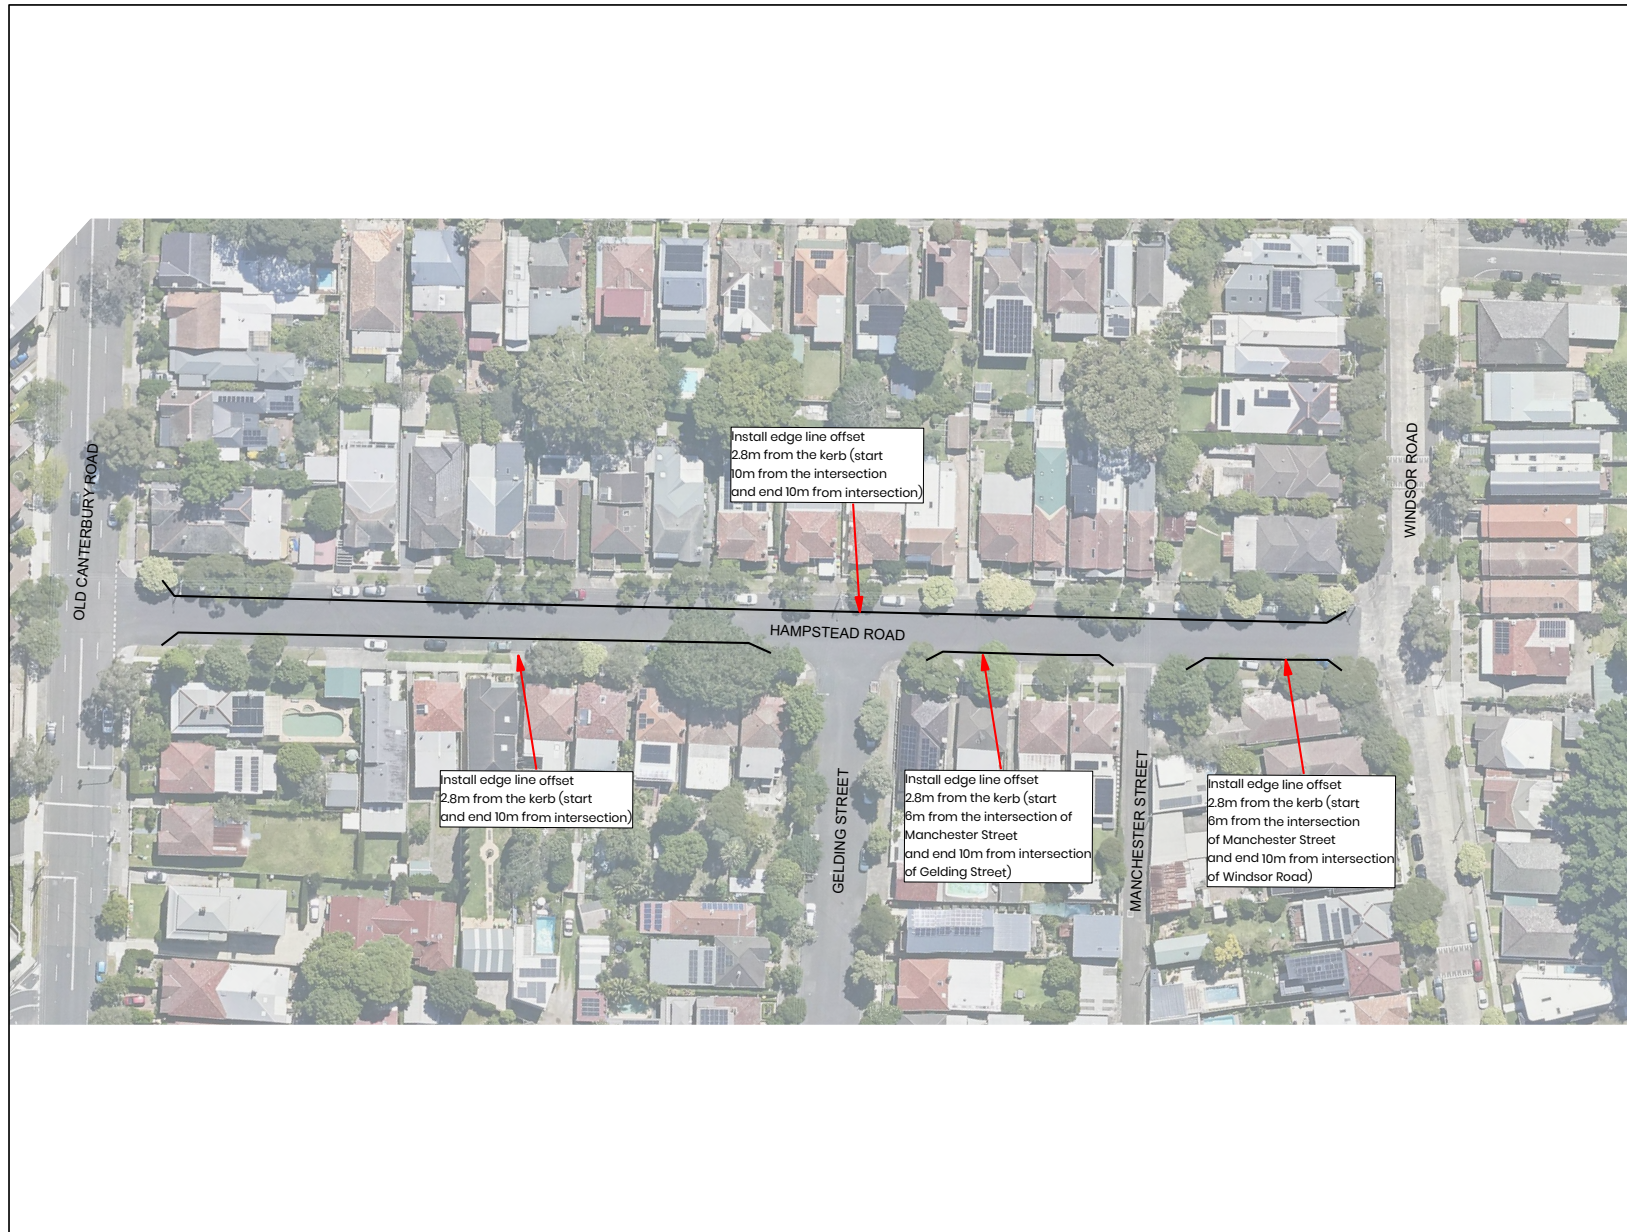 Install edge line offset
2.8m from the kerb (start
10m from the intersection
and end 10m from intersection)
OLD CANTERBURY ROAD
WINDSOR ROAD
HAMPSTEAD ROAD
Install edge line offset
2.8m from the kerb (start
and end 10m from intersection)
GELDING STREET
Install edge line offset
2.8m from the kerb (start
6m from the intersection of
Manchester Street
and end 10m from intersection
of Gelding Street)
MANCHESTER STREET
Install edge line offset
2.8m from the kerb (start
6m from the intersection
of Manchester Street
and end 10m from intersection
of Windsor Road)